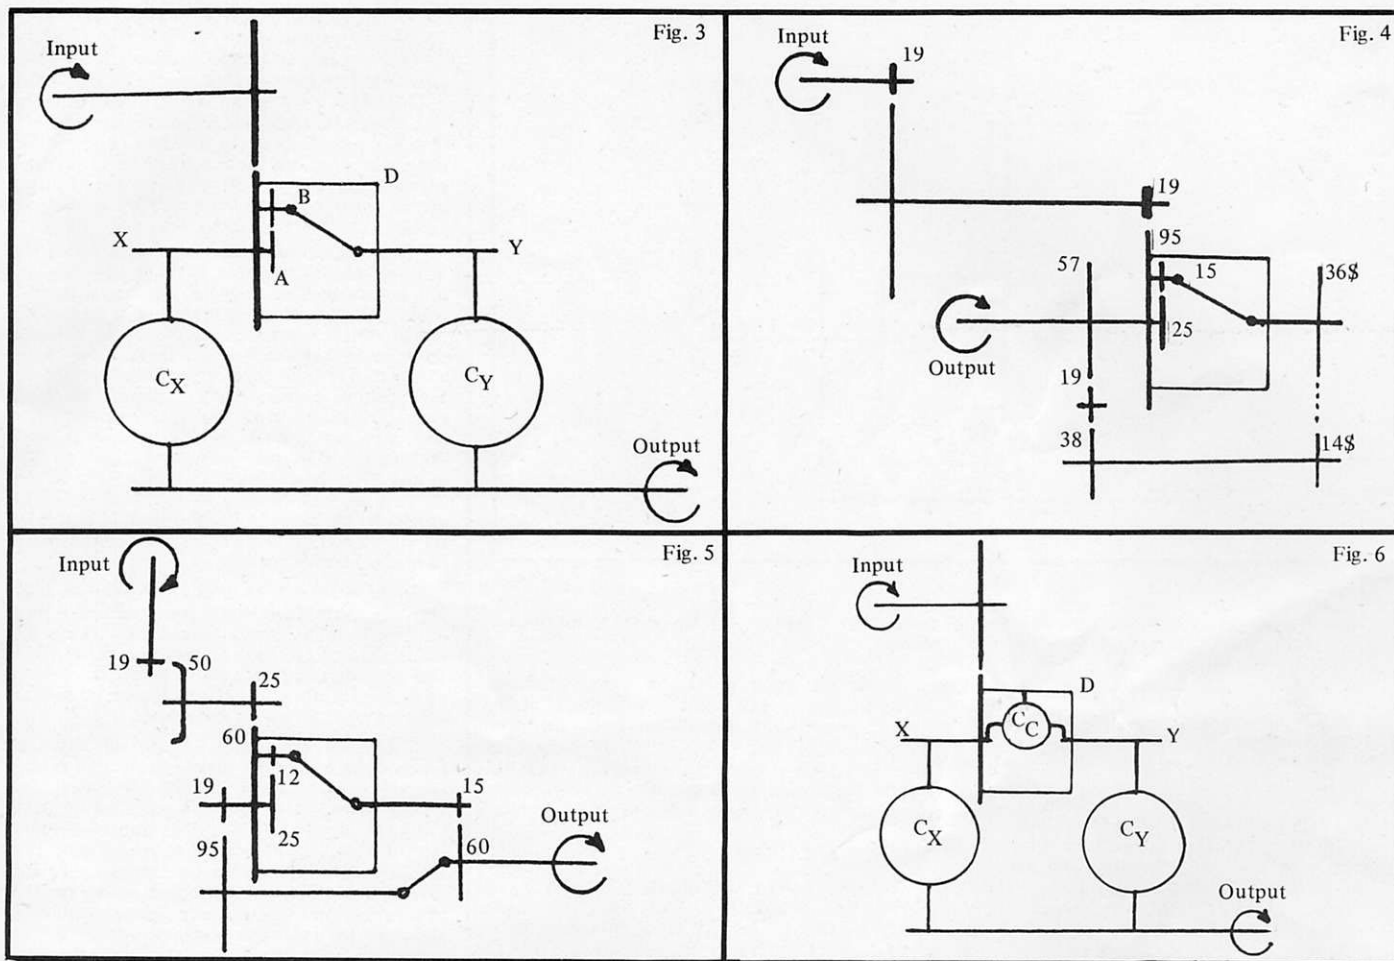 Fig. 3
Input
D
B
X
Y
A
CX
CY
Output
Fig. 4
19
Input
19
95
57
15
36$
25
Output
19
38
14$
Fig. 5
Input
19
50
25
60
19
12
15
Output
95
25
60
Fig. 6
Input
D
CC
X
Y
CX
CY
Output